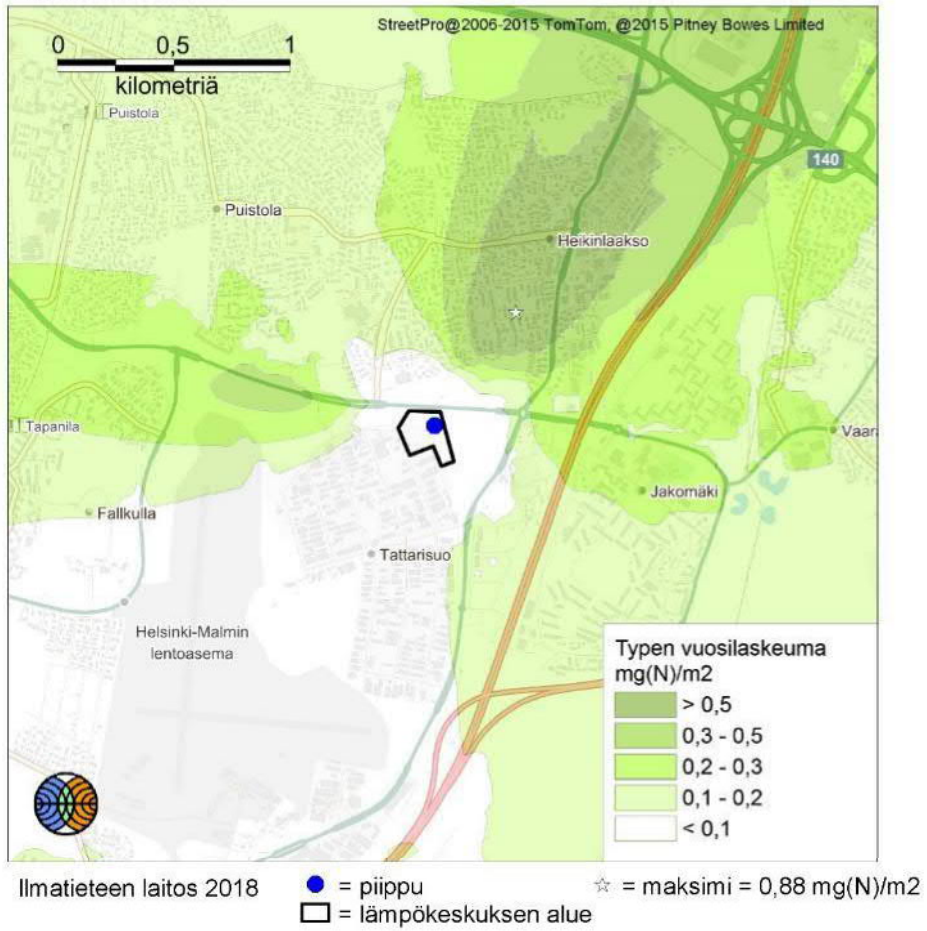 StreetPro@2006-2015 TomTom, @2015 Pitney Bowes Limited
0 0,5 1
kilometriä
Puistola
140
Puistola
Heikinlaakso
Tapanila
Vaara
Jakomäki
Fallkulla
Tattarisuo
Helsinki-Malmin
lentoasema
Typen vuosilaskeuma
mg(N)/m2
> 0,5
0,3 - 0,5
0,2 - 0,3
0,1 - 0,2
< 0,1
Ilmatieteen laitos 2018
= piippu
= maksimi = 0,88 mg(N)/m2
= lämpökeskuksen alue